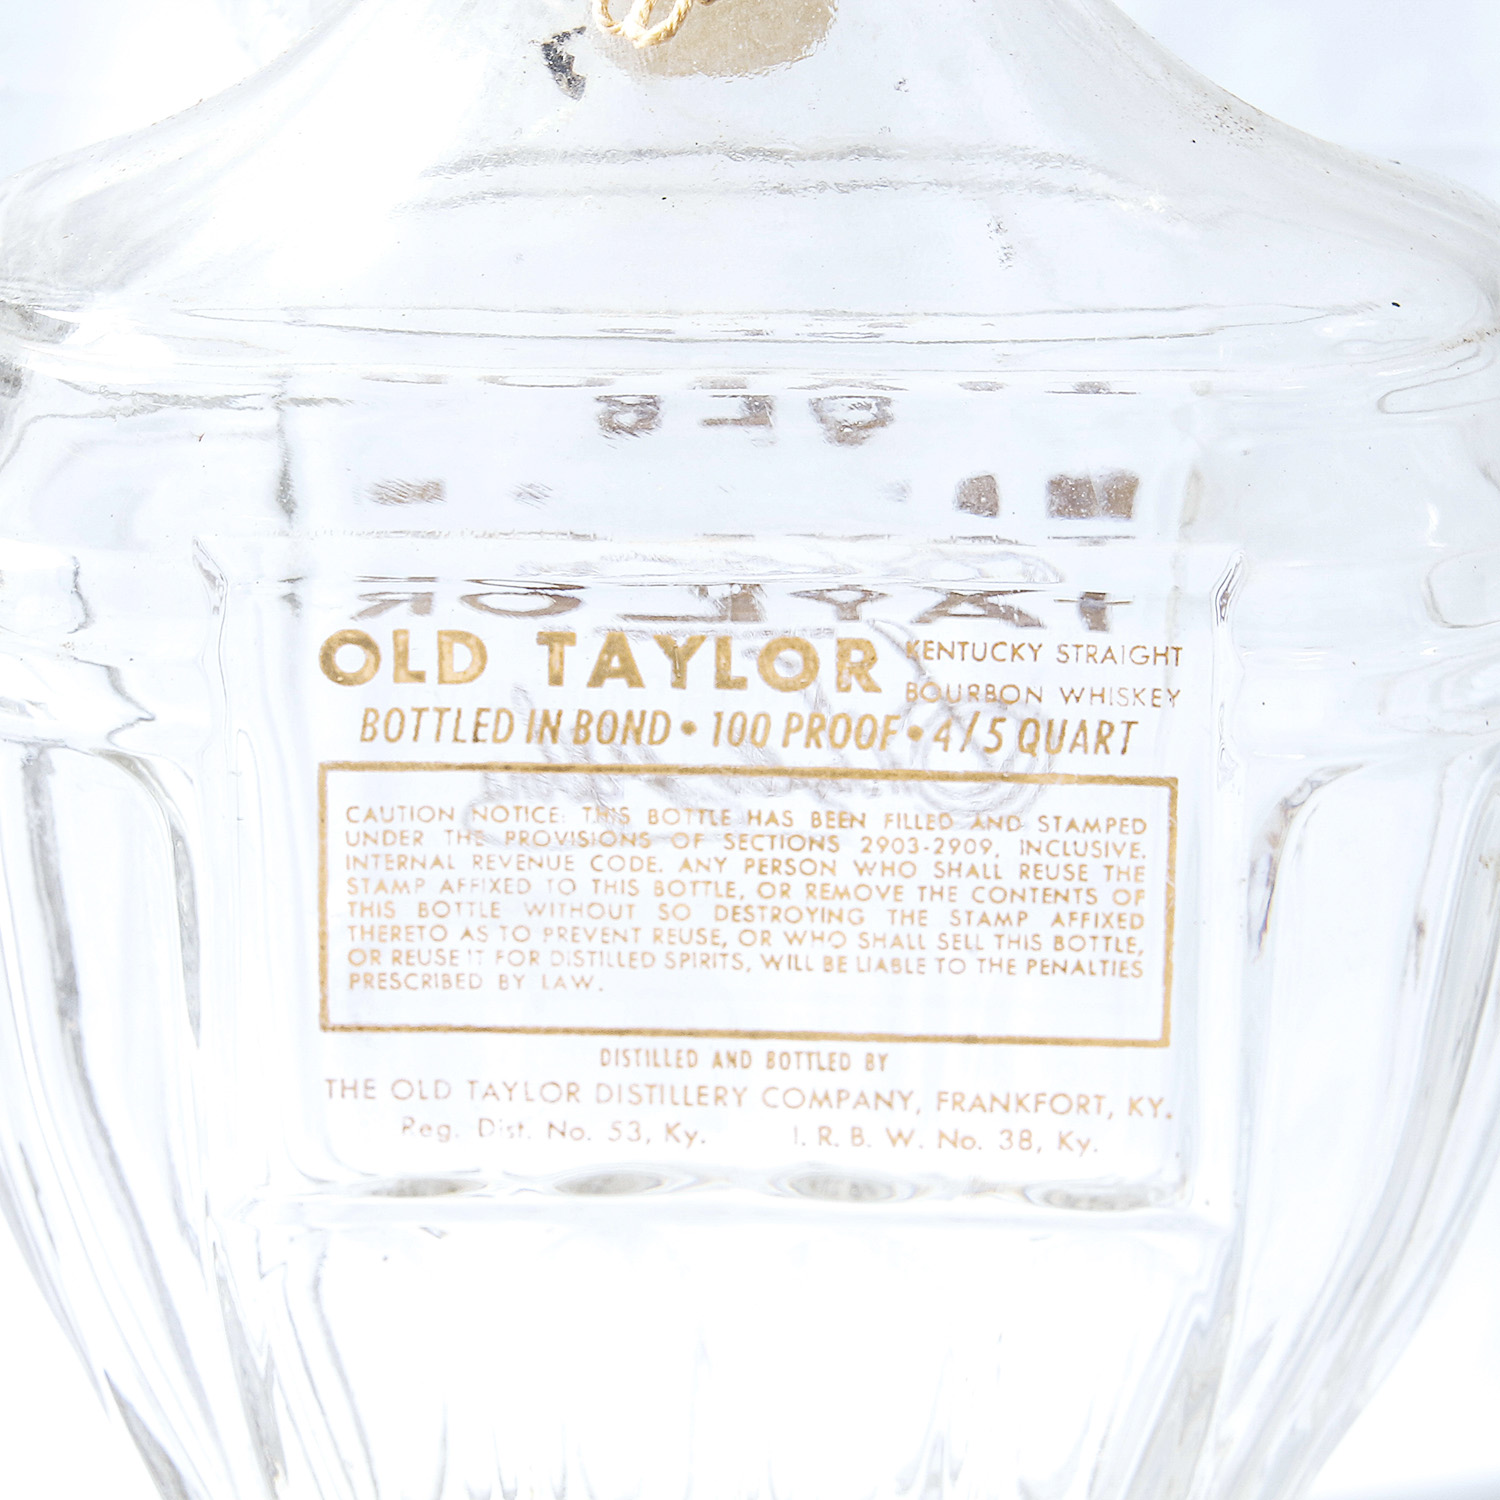 OLD
TAYLOR
OLD TAYLOR KENTUCKY STRAIGHT
BOURBON WHISKEY
BOTTLED IN BOND • 100 PROOF • 4/5 QUART
CAUTION NOTICE: THIS BOTTLE HAS BEEN FILLED AND STAMPED
UNDER THE PROVISIONS OF SECTIONS 2903-2909, INCLUSIVE,
INTERNAL REVENUE CODE. ANY PERSON WHO SHALL REUSE THE
STAMP AFFIXED TO THIS BOTTLE, OR REMOVE THE CONTENTS OF
THIS BOTTLE WITHOUT SO DESTROYING THE STAMP AFFIXED
THERETO AS TO PREVENT REUSE, OR WHO SHALL SELL THIS BOTTLE,
OR REUSE IT FOR DISTILLED SPIRITS, WILL BE LIABLE TO THE PENALTIES
PRESCRIBED BY LAW.
DISTILLED AND BOTTLED BY
THE OLD TAYLOR DISTILLERY COMPANY, FRANKFORT, KY.
Reg. Dist. No. 53, Ky. I. R. B. W. No. 38, Ky.